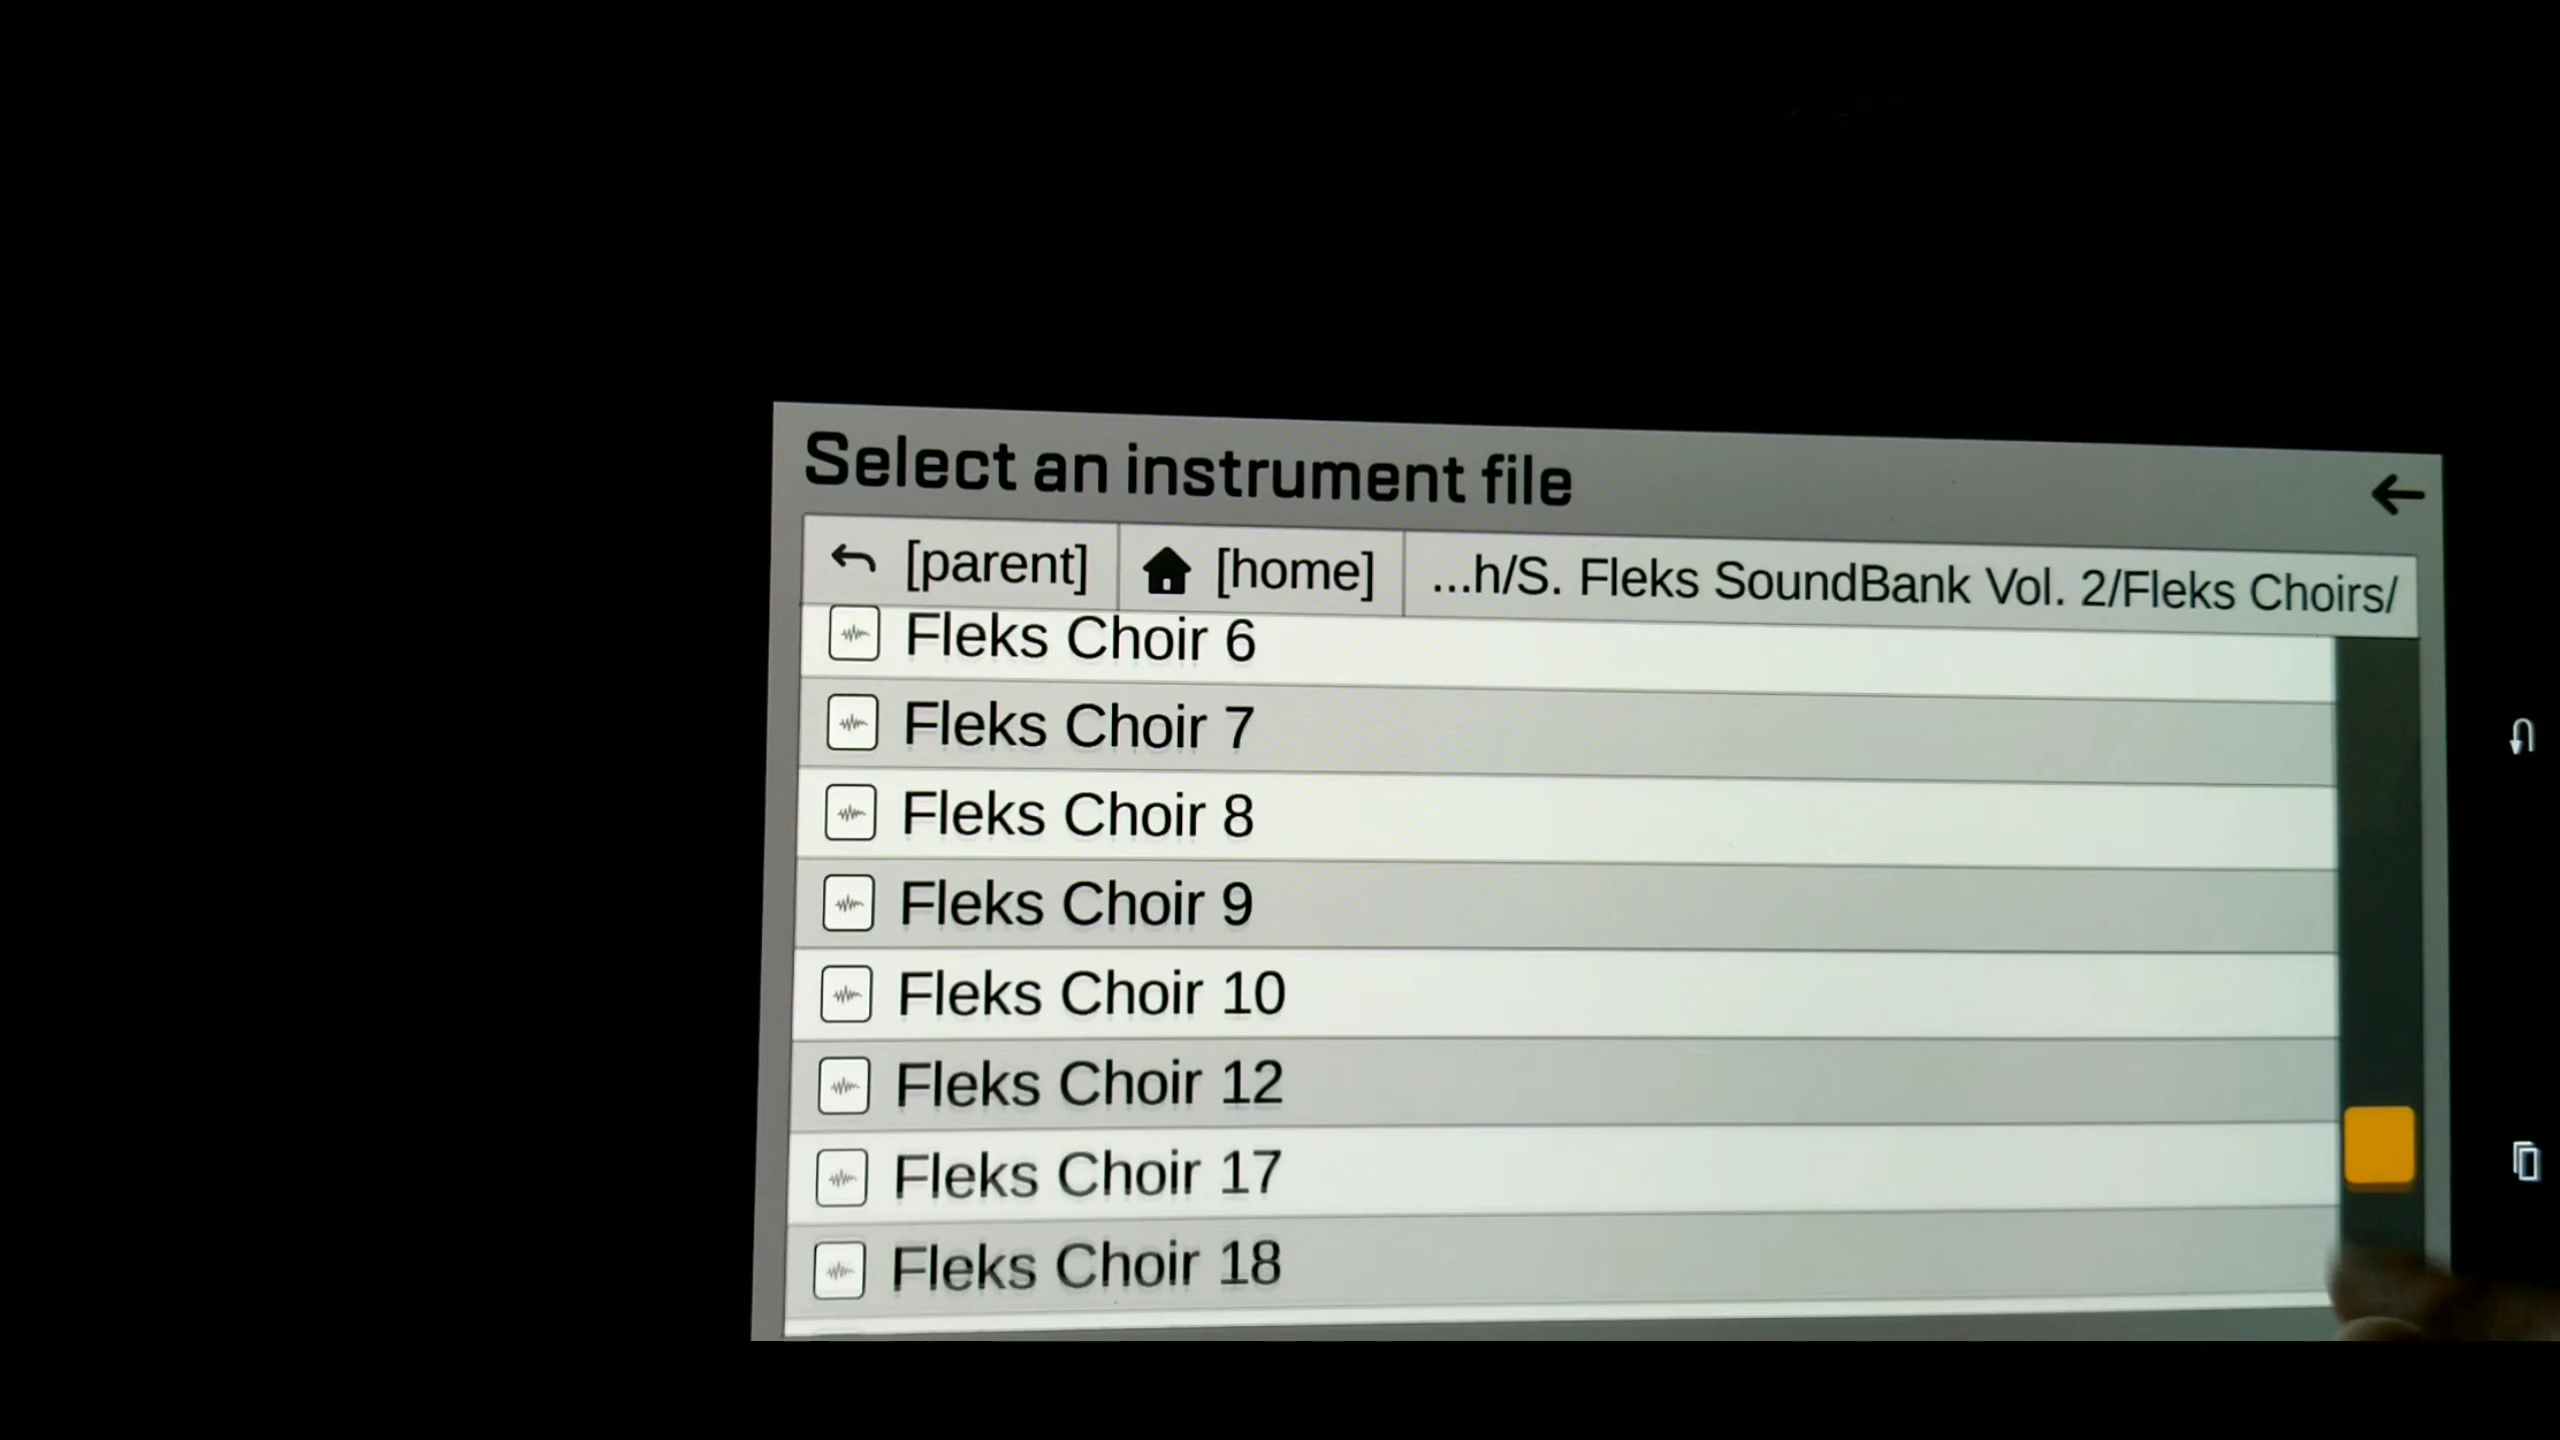 Select an instrument file
[parent] [home] ...h/S. Fleks SoundBank Vol. 2/Fleks Choirs/
Fleks Choir 6
Fleks Choir 7
Fleks Choir 8
Fleks Choir 9
Fleks Choir 10
Fleks Choir 12
Fleks Choir 17
Fleks Choir 18